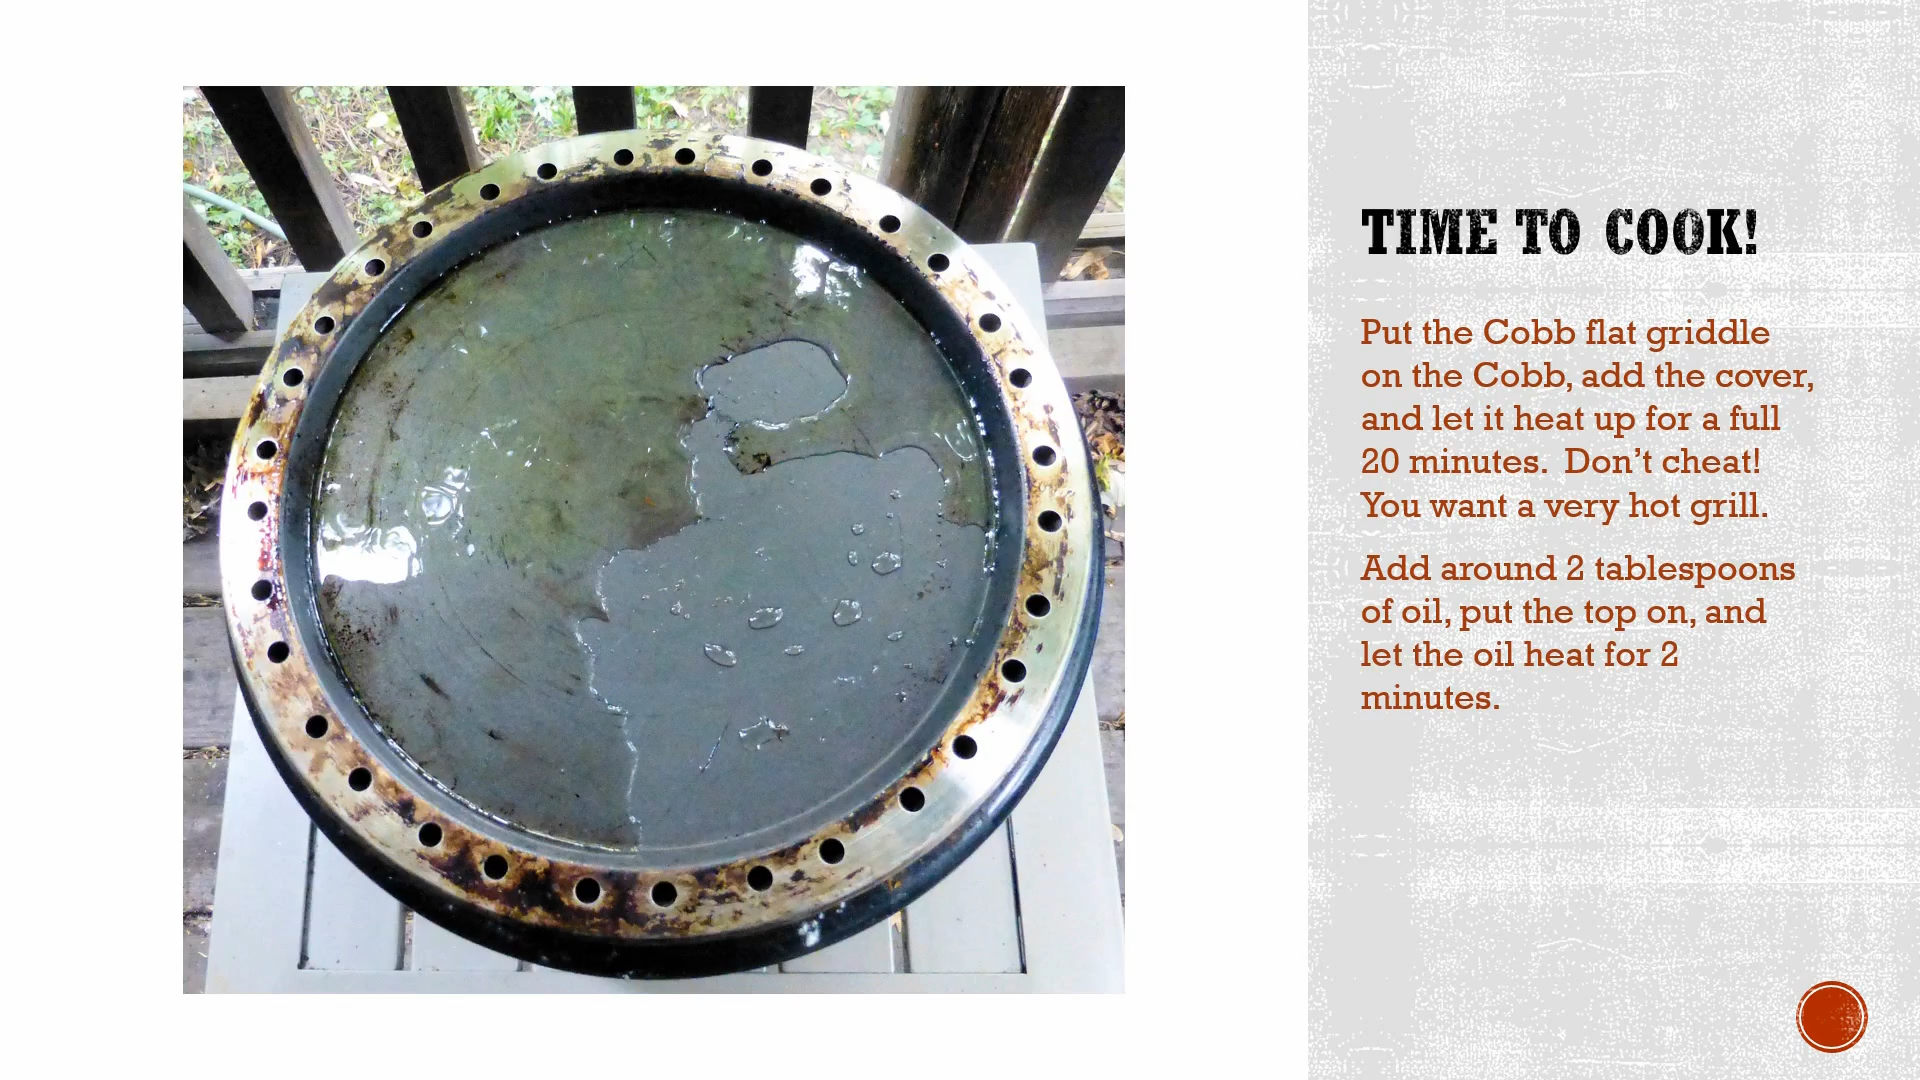 TIME TO COOK!
Put the Cobb flat griddle
on the Cobb, add the cover,
and let it heat up for a full
20 minutes.  Don’t cheat!
You want a very hot grill.
Add around 2 tablespoons
of oil, put the top on, and
let the oil heat for 2
minutes.